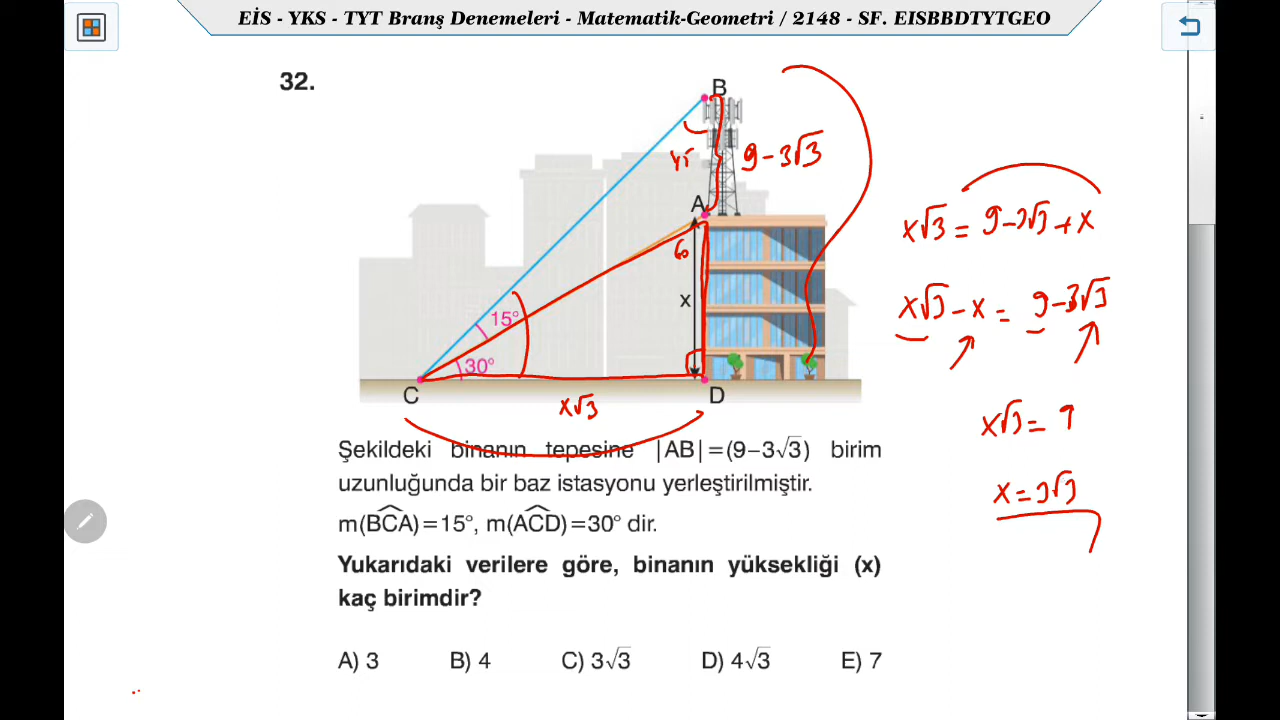 EİS - YKS - TYT Branş Denemeleri - Matematik-Geometri / 2148 - SF. EISBBDTYTGEO
32.
B
45
9-3√3
A
60
x
15°
30°
C
x√3
D
x√3 = 9-3√3+x
x√3-x = 9-3√3
x√3 = 9
x=3√3
Şekildeki binanın tepesine |AB|=(9−3√3) birim
uzunluğunda bir baz istasyonu yerleştirilmiştir.
m(BCA)=15°, m(ACD)=30° dir.
Yukarıdaki verilere göre, binanın yüksekliği (x)
kaç birimdir?
A) 3 B) 4 C) 3√3 D) 4√3 E) 7